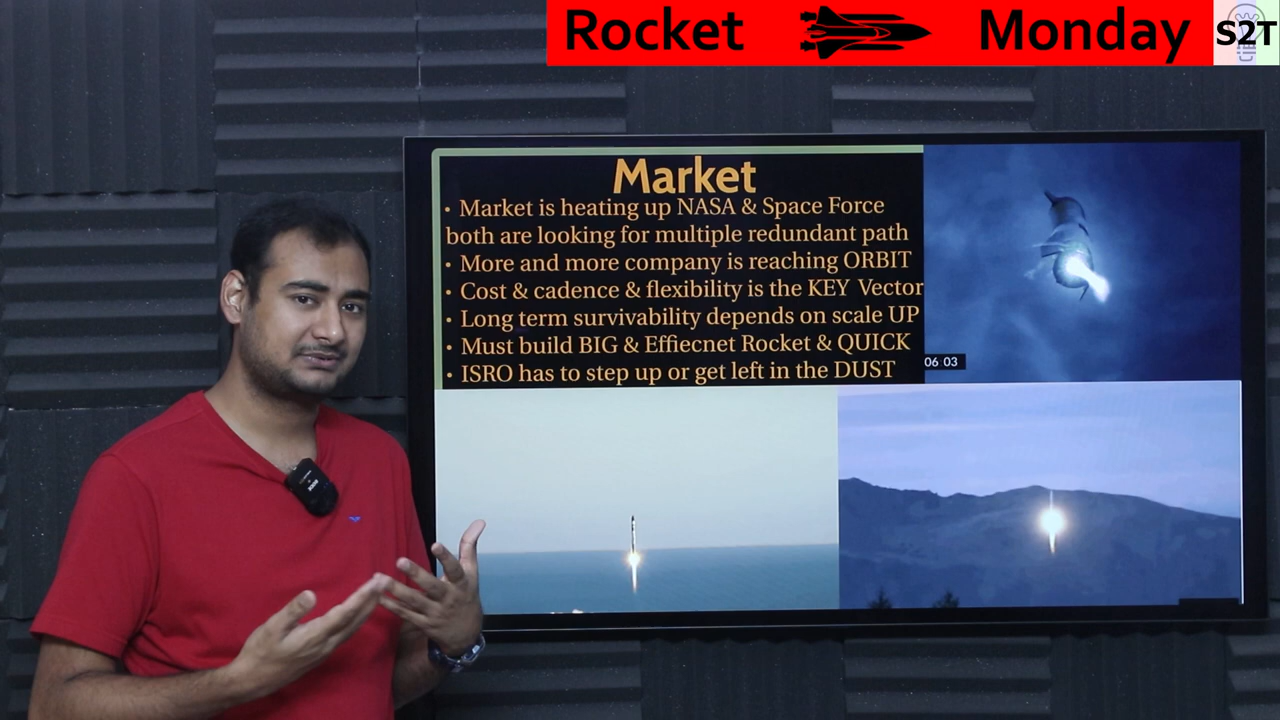 Rocket Monday S2T
Market
• Market is heating up NASA & Space Force
both are looking for multiple redundant path
• More and more company is reaching ORBIT
• Cost & cadence & flexibility is the KEY Vector
• Long term survivability depends on scale UP
• Must build BIG & Effiecnet Rocket & QUICK
• ISRO has to step up or get left in the DUST
06 03